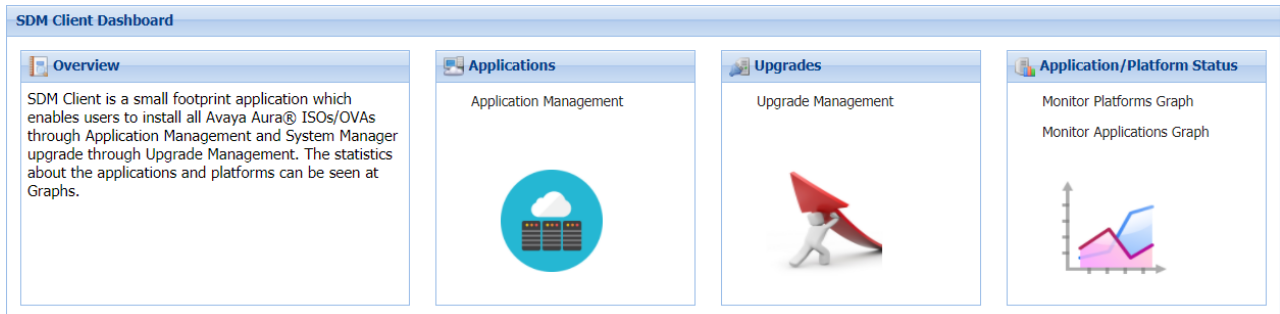 SDM Client Dashboard
Overview
SDM Client is a small footprint application which
enables users to install all Avaya Aura® ISOs/OVAs
through Application Management and System Manager
upgrade through Upgrade Management. The statistics
about the applications and platforms can be seen at
Graphs.
Applications
Application Management
Upgrades
Upgrade Management
Application/Platform Status
Monitor Platforms Graph
Monitor Applications Graph